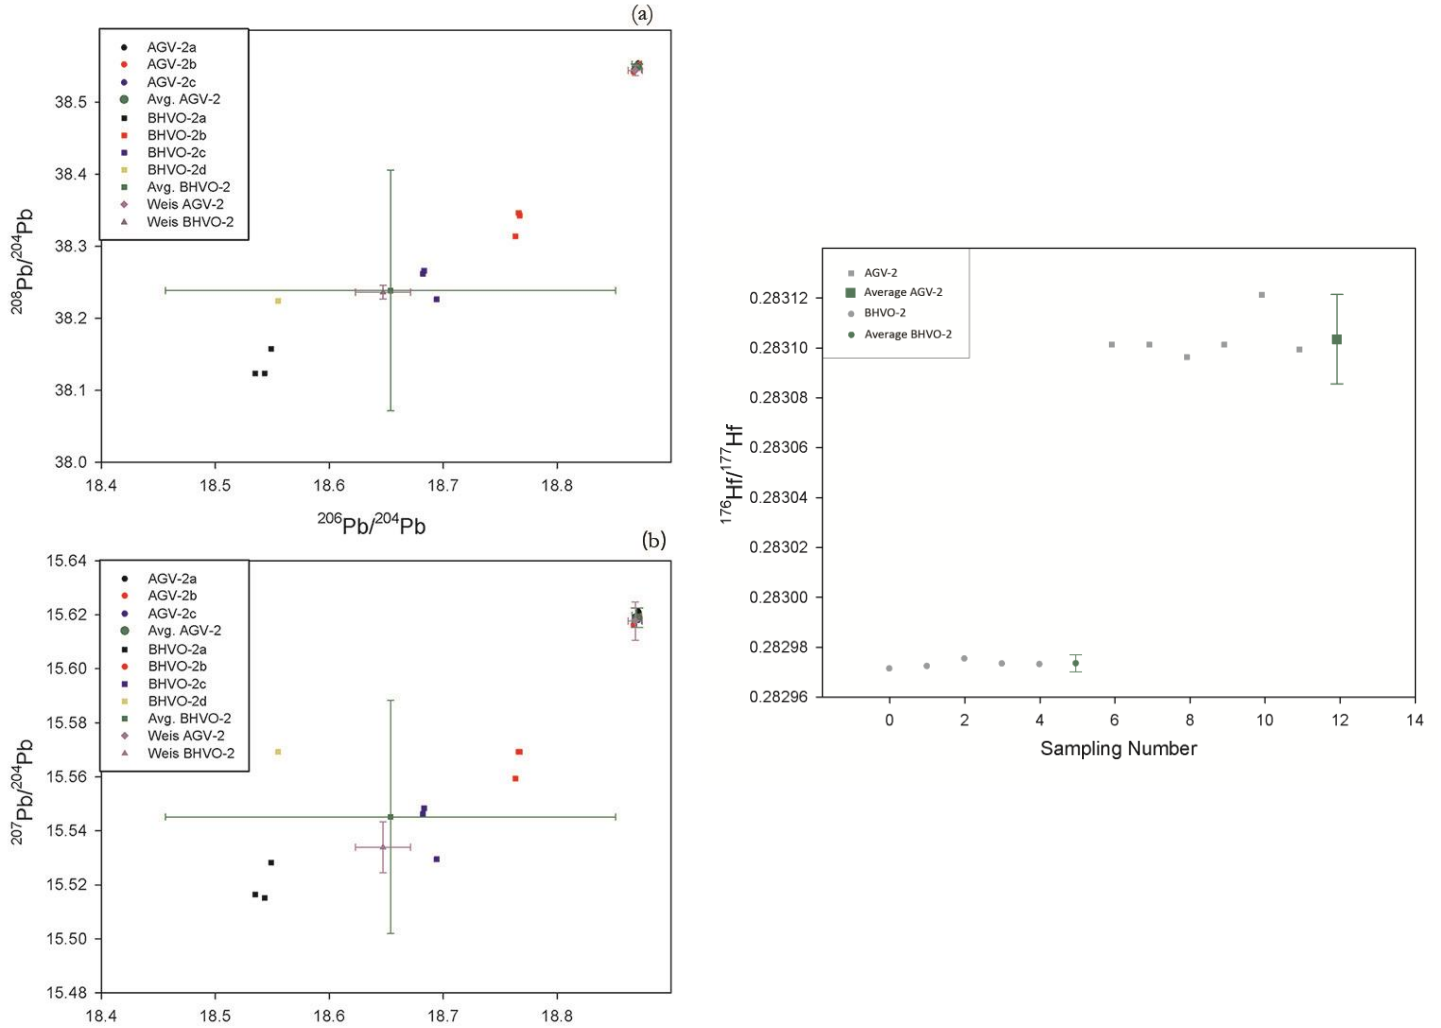 (a)
AGV-2a
AGV-2b
AGV-2c
Avg. AGV-2
BHVO-2a
BHVO-2b
BHVO-2c
BHVO-2d
Avg. BHVO-2
Weis AGV-2
Weis BHVO-2
38.5
38.4
38.3
38.2
38.1
38.0
208Pb/204Pb
18.4 18.5 18.6 18.7 18.8
206Pb/204Pb
(b)
AGV-2a
AGV-2b
AGV-2c
Avg. AGV-2
BHVO-2a
BHVO-2b
BHVO-2c
BHVO-2d
Avg. BHVO-2
Weis AGV-2
Weis BHVO-2
15.64
15.62
15.60
15.58
15.56
15.54
15.52
15.50
15.48
207Pb/204Pb
18.4 18.5 18.6 18.7 18.8
AGV-2
Average AGV-2
BHVO-2
Average BHVO-2
0.28312
0.28310
0.28308
0.28306
0.28304
0.28302
0.28300
0.28298
0.28296
176Hf/177Hf
0 2 4 6 8 10 12 14
Sampling Number